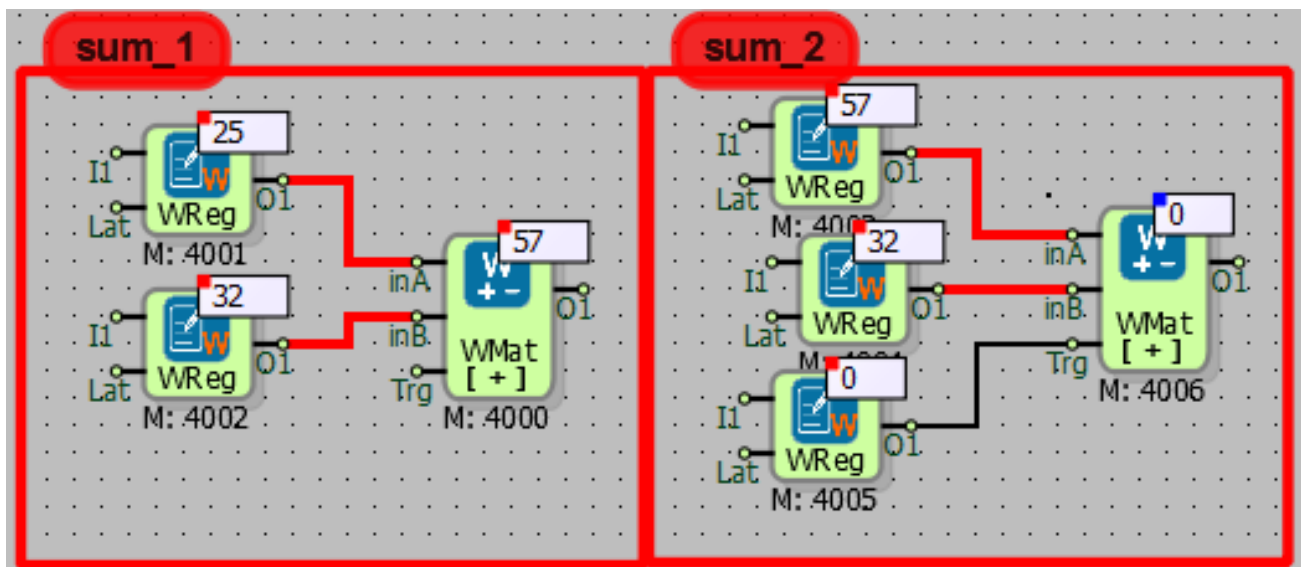 sum_1
25
I1
O1
Lat
W
WReg
M: 4001
32
I1
O1
Lat
W
WReg
M: 4002
57
inA
inB
Trg
O1
W
+ -
WMat
[ + ]
M: 4000
sum_2
57
I1
O1
Lat
W
WReg
32
I1
O1
Lat
W
WReg
0
I1
O1
Lat
W
WReg
M: 4005
0
inA
inB
Trg
O1
W
+ -
WMat
[ + ]
M: 4006